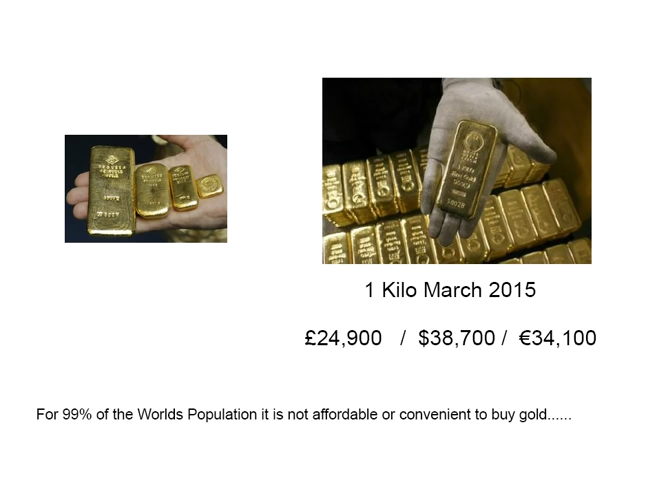 1 Kilo March 2015
£24,900 / $38,700 / €34,100
For 99% of the Worlds Population it is not affordable or convenient to buy gold......